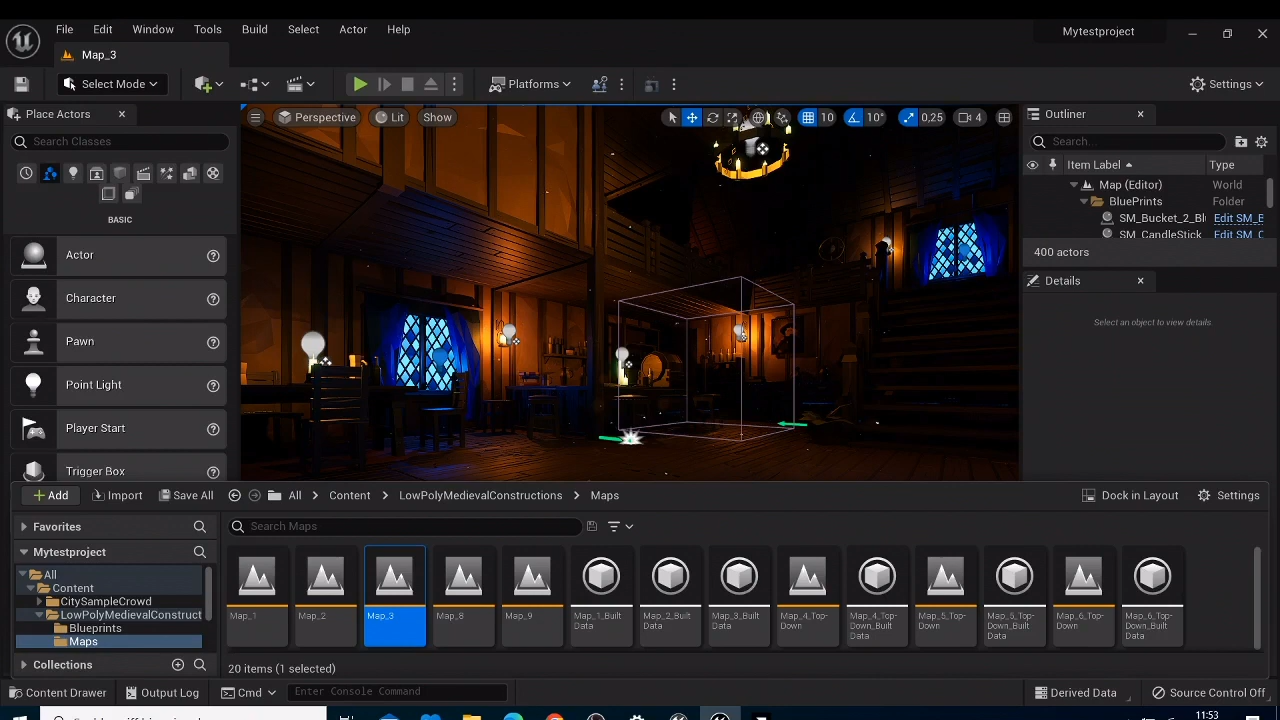 File Edit Window Tools Build Select Actor Help
Mytestproject
Map_3
Select Mode
Platforms
Settings
Place Actors
Search Classes
BASIC
Actor
Character
Pawn
Point Light
Player Start
Trigger Box
Perspective
Lit
Show
10
10°
0,25
4
Outliner
Search...
Item Label
Type
Map (Editor)
World
BluePrints
Folder
SM_Bucket_2_Bl
Edit SM_E
SM_CandleStick
400 actors
Details
Select an object to view details
Add
Import
Save All
All
Content
LowPolyMedievalConstructions
Maps
Dock in Layout
Settings
Favorites
Mytestproject
All
Content
CitySampleCrowd
LowPolyMedievalConstruct
Blueprints
Maps
Collections
Search Maps
Map_1
Map_2
Map_3
Map_8
Map_9
Map_1_Built
Data
Map_2_Built
Data
Map_3_Built
Data
Map_4_Top-
Down
Map_4_Top-
Down_Built
Data
Map_5_Top-
Down
Map_5_Top-
Down_Built
Data
Map_6_Top-
Down
Map_6_Top-
Down_Built
Data
20 items (1 selected)
Content Drawer
Output Log
Cmd
Enter Console Command
Derived Data
Source Control Off
11:53